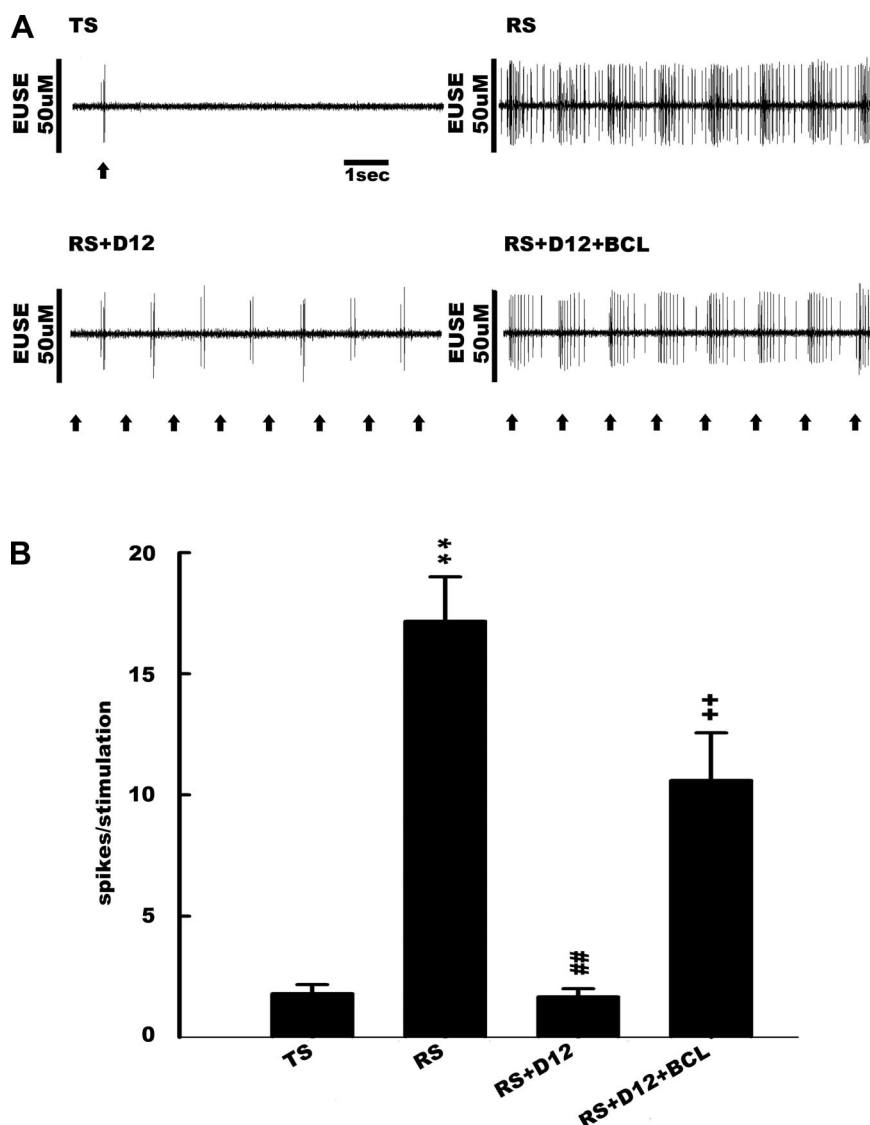 A
TS
RS
EUSE
50uM
EUSE
50uM
1sec
RS+D12
RS+D12+BCL
EUSE
50uM
EUSE
50uM
B
spikes/stimulation
20
15
10
5
0
**
##
‡
TS
RS
RS+D12
RS+D12+BCL